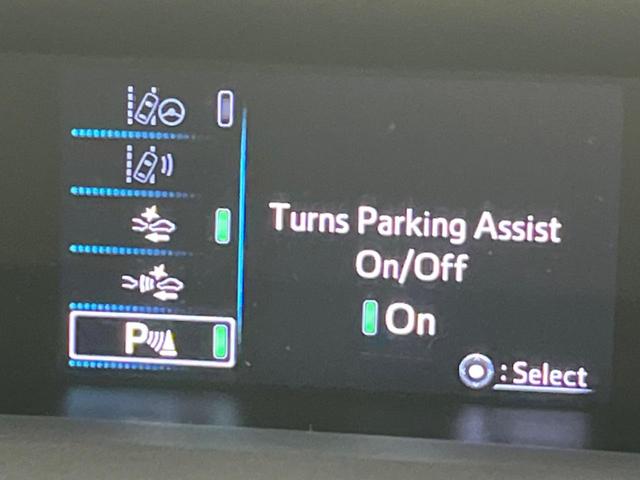 Turns Parking Assist
On/Off
On
P
: Select